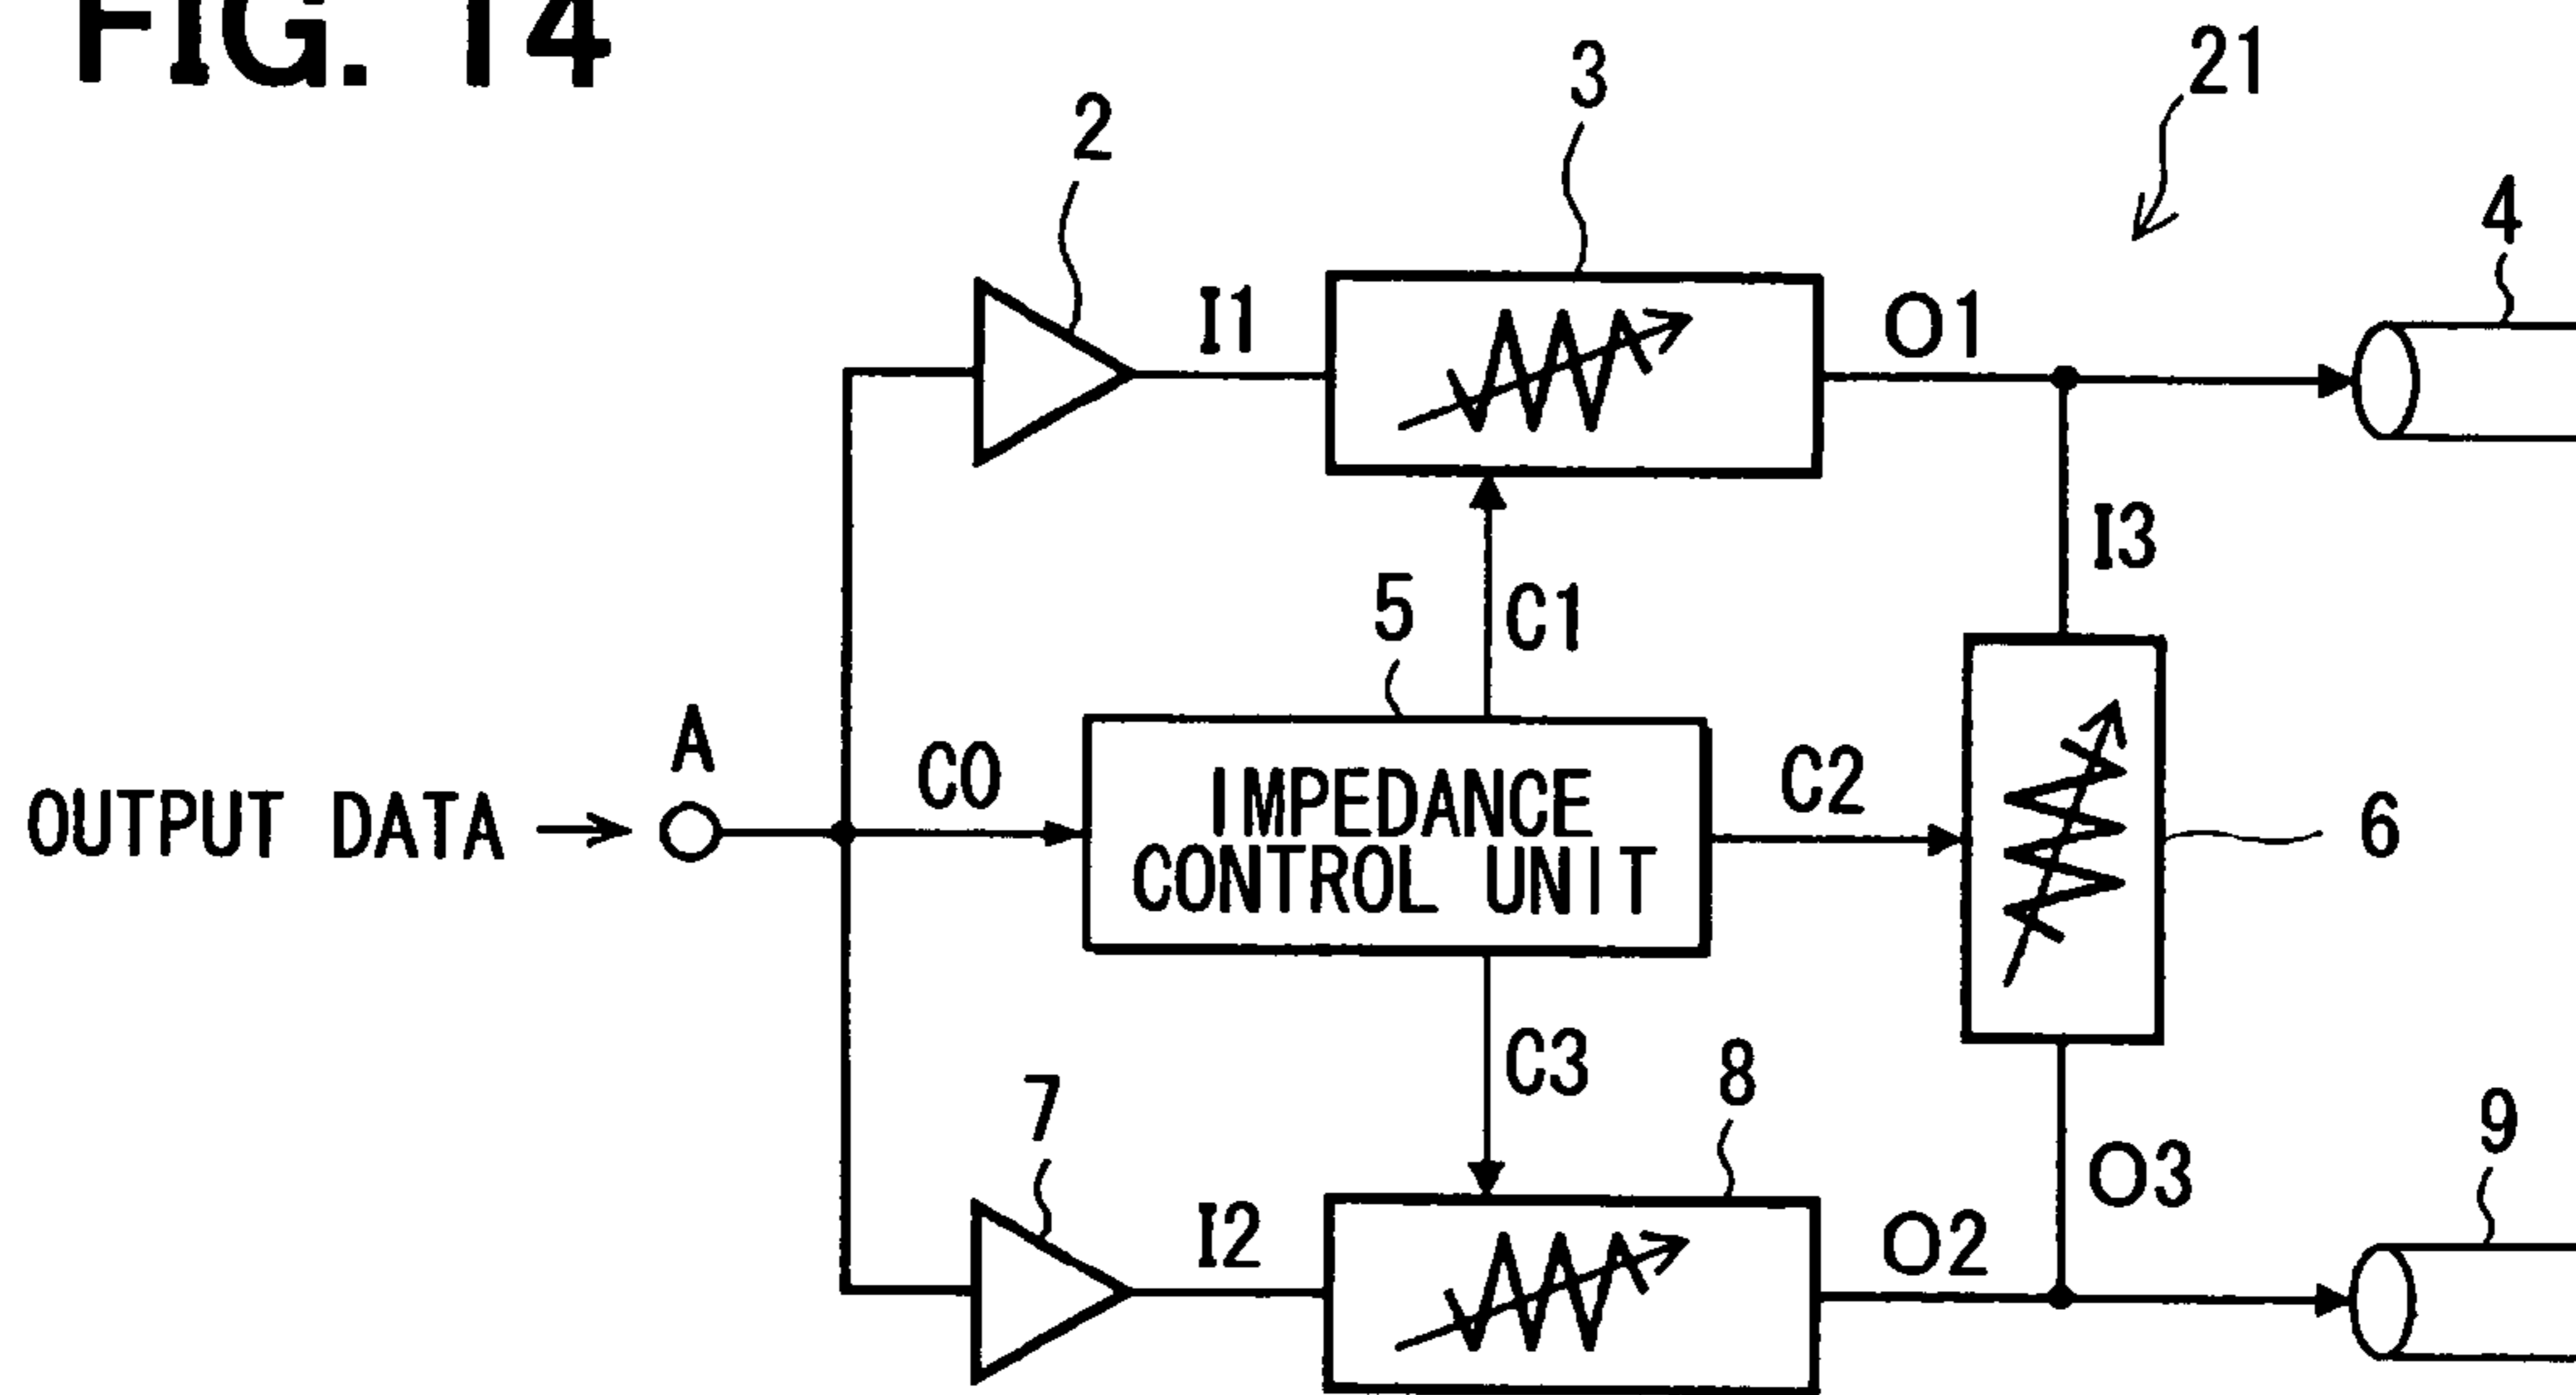 FIG. 14
21
3
2
4
I1
O1
I3
5
C1
A
C0
IMPEDANCE
CONTROL UNIT
C2
OUTPUT DATA
6
C3
8
7
9
O3
I2
O2